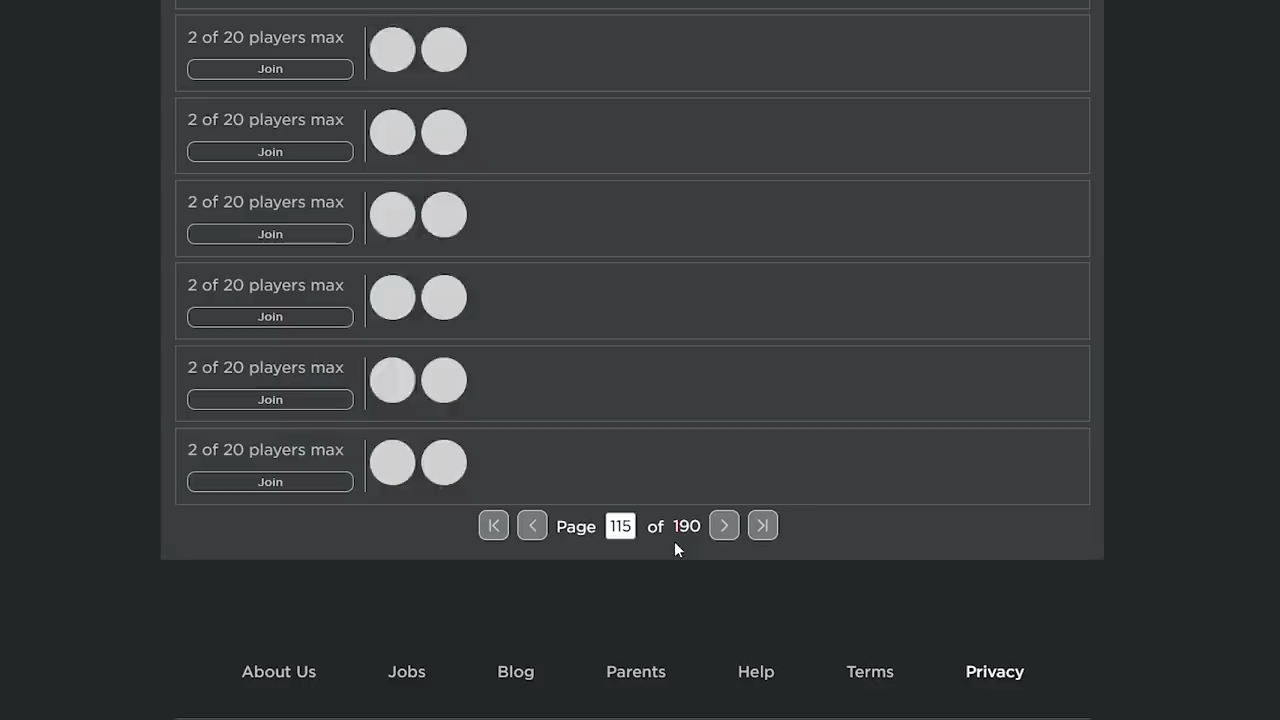 2 of 20 players max
Join
2 of 20 players max
Join
2 of 20 players max
Join
2 of 20 players max
Join
2 of 20 players max
Join
2 of 20 players max
Join
Page 115 of 190
About Us Jobs Blog Parents Help Terms Privacy